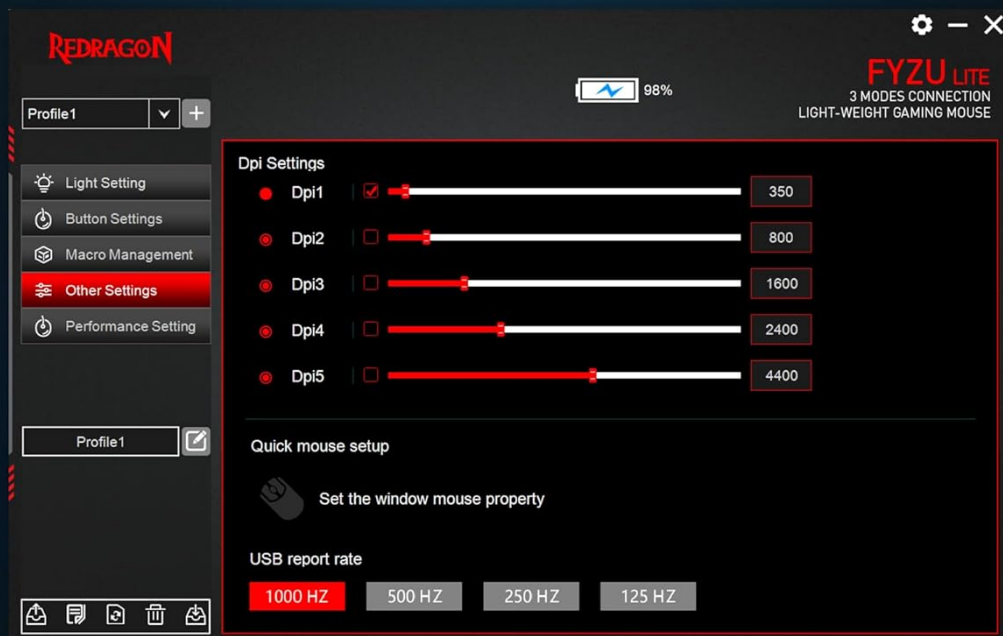 REDRAGON
98%
FYZU LITE
3 MODES CONNECTION
LIGHT-WEIGHT GAMING MOUSE
Profile1
Light Setting
Button Settings
Macro Management
Other Settings
Performance Setting
Profile1
Dpi Settings
Dpi1 350
Dpi2 800
Dpi3 1600
Dpi4 2400
Dpi5 4400
Quick mouse setup
Set the window mouse property
USB report rate
1000 HZ 500 HZ 250 HZ 125 HZ